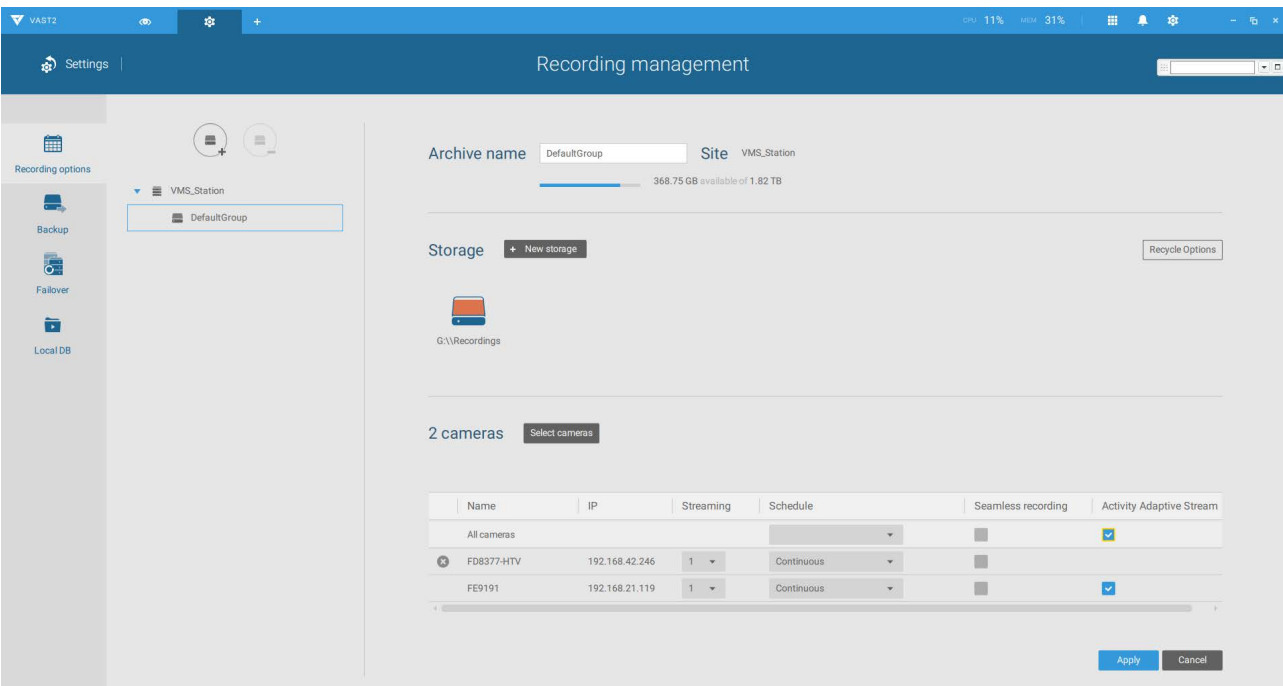 VAST2 + CPU 11% MEM 31%
Settings Recording management
Recording options
Backup
Failover
Local DB
VMS_Station
DefaultGroup
Archive name DefaultGroup Site VMS_Station
368.75 GB available of 1.82 TB
Storage + New storage Recycle Options
G:\\Recordings
2 cameras Select cameras
Name IP Streaming Schedule Seamless recording Activity Adaptive Stream
All cameras
FD8377-HTV 192.168.42.246 1 Continuous
FE9191 192.168.21.119 1 Continuous
Apply Cancel